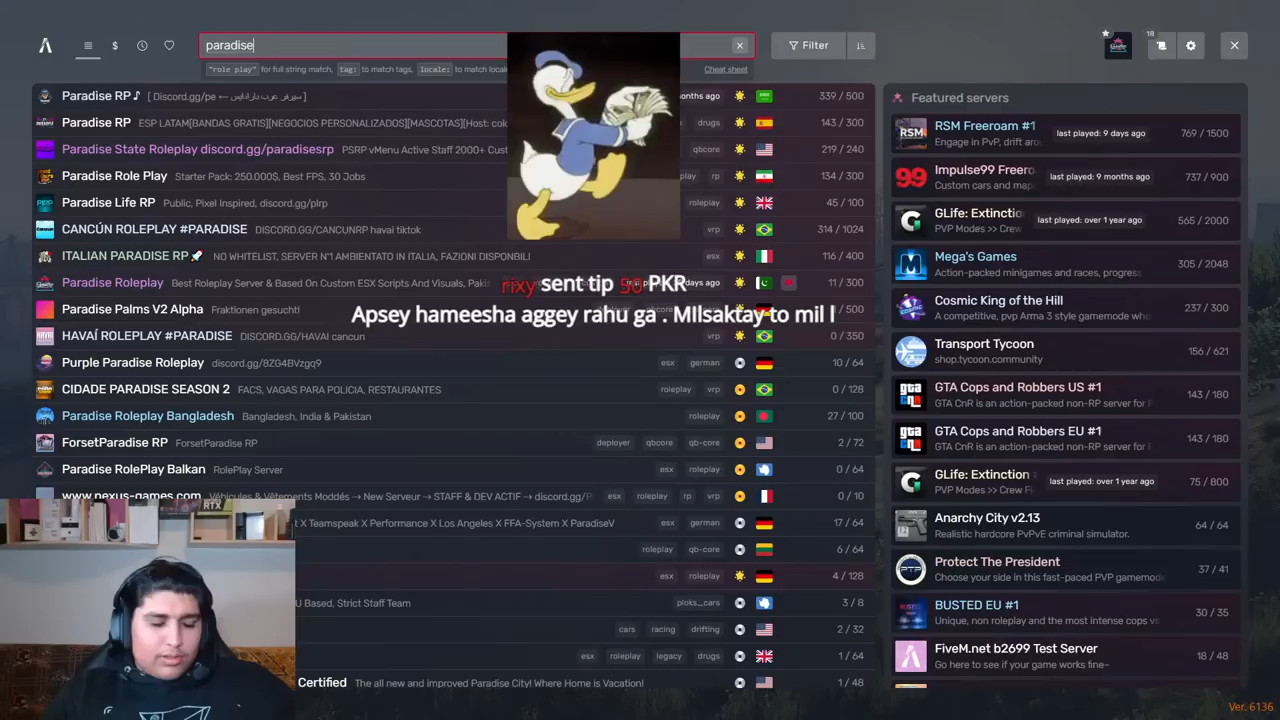 $
paradise
Filter
18
"role play" for full string match, tag: to match tags, locale: to match locale
Cheat sheet
Paradise RP♪ [ Discord.gg/pe ←
months ago
339 / 500
Paradise RP ESP LATAM[BANDAS GRATIS][NEGOCIOS PERSONALIZADOS][MASCOTAS][Host: colo
drugs
143 / 300
Paradise State Roleplay discord.gg/paradisesrp PSRP vMenu Active Staff 2000+ Cust
qbcore
219 / 240
Paradise Role Play Starter Pack: 250.000$, Best FPS, 30 Jobs
play rp
134 / 300
Paradise Life RP Public, Pixel Inspired, discord.gg/plrp
roleplay
45 / 100
CANCÚN ROLEPLAY #PARADISE DISCORD.GG/CANCUNRP havai tiktok
vrp
314 / 1024
ITALIAN PARADISE RP🚀 NO WHITELIST, SERVER N°1 AMBIENTATO IN ITALIA, FAZIONI DISPONIBILI
esx
116 / 400
Paradise Roleplay Best Roleplay Server & Based On Custom ESX Scripts And Visuals, Paki
days ago
11 / 300
rixy sent tip 50 PKR
Apsey hameesha aggey rahu ga . Milsaktay to mil l
Paradise Palms V2 Alpha Fraktionen gesucht!
HAVAÍ ROLEPLAY #PARADISE DISCORD.GG/HAVAI cancun
vrp
0 / 350
Purple Paradise Roleplay discord.gg/8ZG4BVzgq9
esx german
10 / 64
CIDADE PARADISE SEASON 2 FACS, VAGAS PARA POLICIA, RESTAURANTES
roleplay vrp
0 / 128
Paradise Roleplay Bangladesh Bangladesh, India & Pakistan
roleplay
27 / 100
ForsetParadise RP ForsetParadise RP
deployer qbcore qb-core
2 / 72
Paradise RolePlay Balkan RolePlay Server
esx roleplay
0 / 64
www.nexus-games.com Véhicules & Vêtements Moddés → New Serveur → STAFF & DEV ACTIF → discord.gg/P
esx roleplay rp vrp
0 / 10
t X Teamspeak X Performance X Los Angeles X FFA-System X ParadiseV
esx german
17 / 64
roleplay qb-core
6 / 64
esx roleplay
4 / 128
U Based, Strict Staff Team
ploks_cars
3 / 8
cars racing drifting
2 / 32
esx roleplay legacy drugs
1 / 64
Certified The all new and improved Paradise City! Where Home is Vanity!
1 / 48
RTX
Featured servers
RSM
RSM Freeroam #1
Engage in PvP, drift arou
last played: 9 days ago
769 / 1500
99
Impulse99 Freero
Custom cars and map
last played: 9 months ago
737 / 900
GLife: Extinctio
PVP Modes >> Crew
last played: over 1 year ago
565 / 2000
Mega's Games
Action-packed minigames and races, progress
305 / 2048
Cosmic King of the Hill
A competitive, pvp Arma 3 style gamemode whe
/ 300
Transport Tycoon
shop.tycoon.community
156 / 621
GTA Cops and Robbers US #1
GTA CnR is an action-packed non-RP server for F
143 / 180
GTA Cops and Robbers EU #1
GTA CnR is an action-packed non-RP server for F
143 / 180
GLife: Extinction
PVP Modes >> Crew Fi
last played: over 1 year ago
75 / 800
Anarchy City v2.13
Realistic hardcore PvPvE criminal simulator.
64 / 64
PTP
Protect The President
Choose your side in this fast-paced PVP gamemod
37 / 41
BUSTED
BUSTED EU #1
Unique, non roleplay and the most intense cops vs
30 / 35
FiveM.net b2699 Test Server
Go here to see if your game works fine~
18 / 48
Ver. 6136